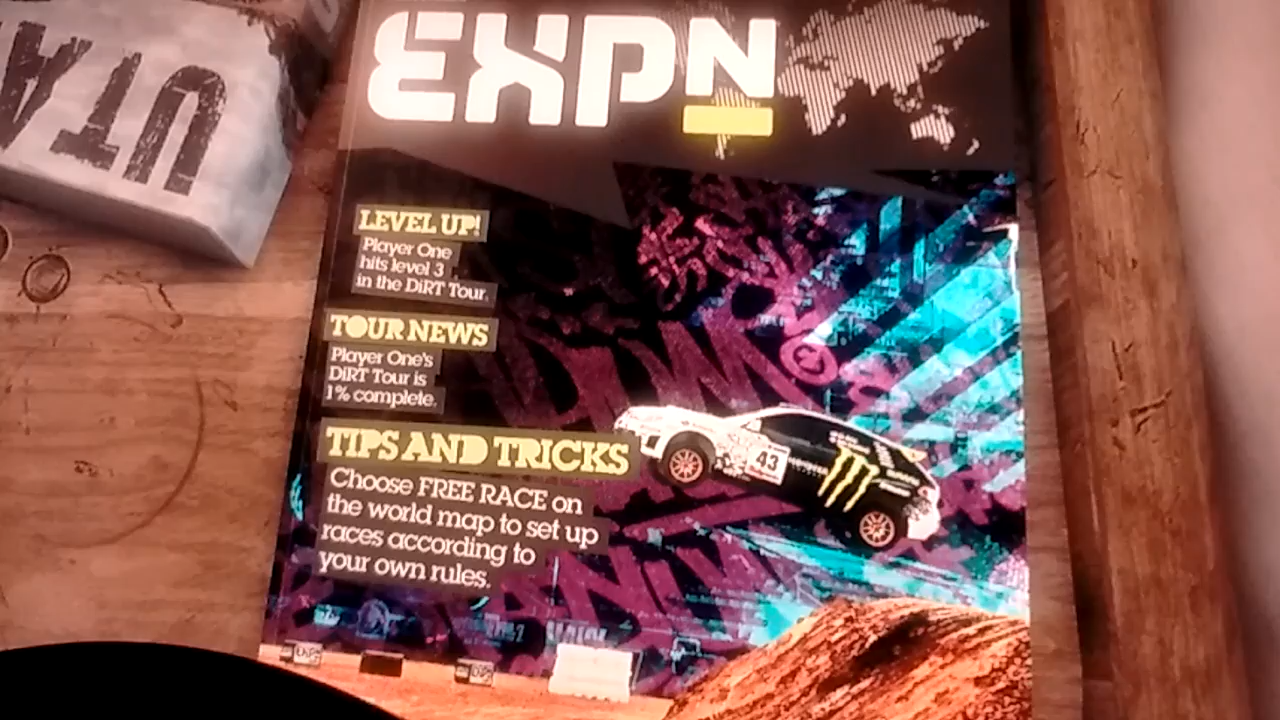 EXPN
UTA
LEVEL UP!
Player One
hits level 3
in the DiRT Tour.
TOUR NEWS
Player One's
DiRT Tour is
1% complete.
TIPS AND TRICKS
Choose FREE RACE on
the world map to set up
races according to
your own rules.
43